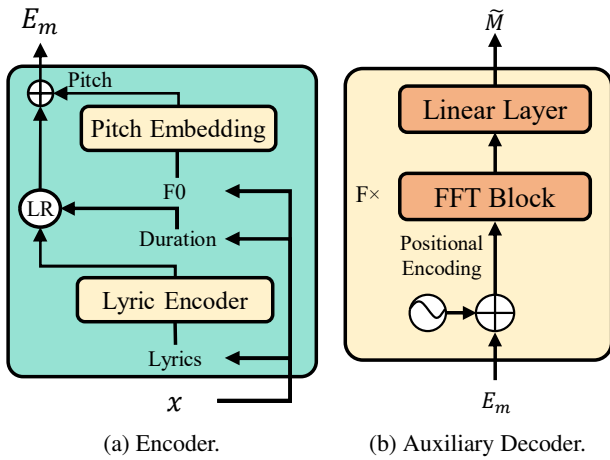 E_m
Pitch
Pitch Embedding
F0
LR
Duration
Lyric Encoder
Lyrics
x
(a) Encoder.
M̃
Linear Layer
F×
FFT Block
Positional
Encoding
E_m
(b) Auxiliary Decoder.